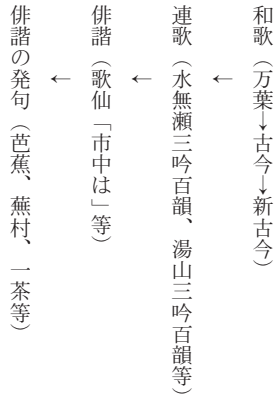 和歌（万葉→古今→新古今）
←
連歌（水無瀬三吟百韻、湯山三吟百韻等）
←
俳諧（歌仙「市中は」等）
←
俳諧の発句（芭蕉、蕪村、一茶等）